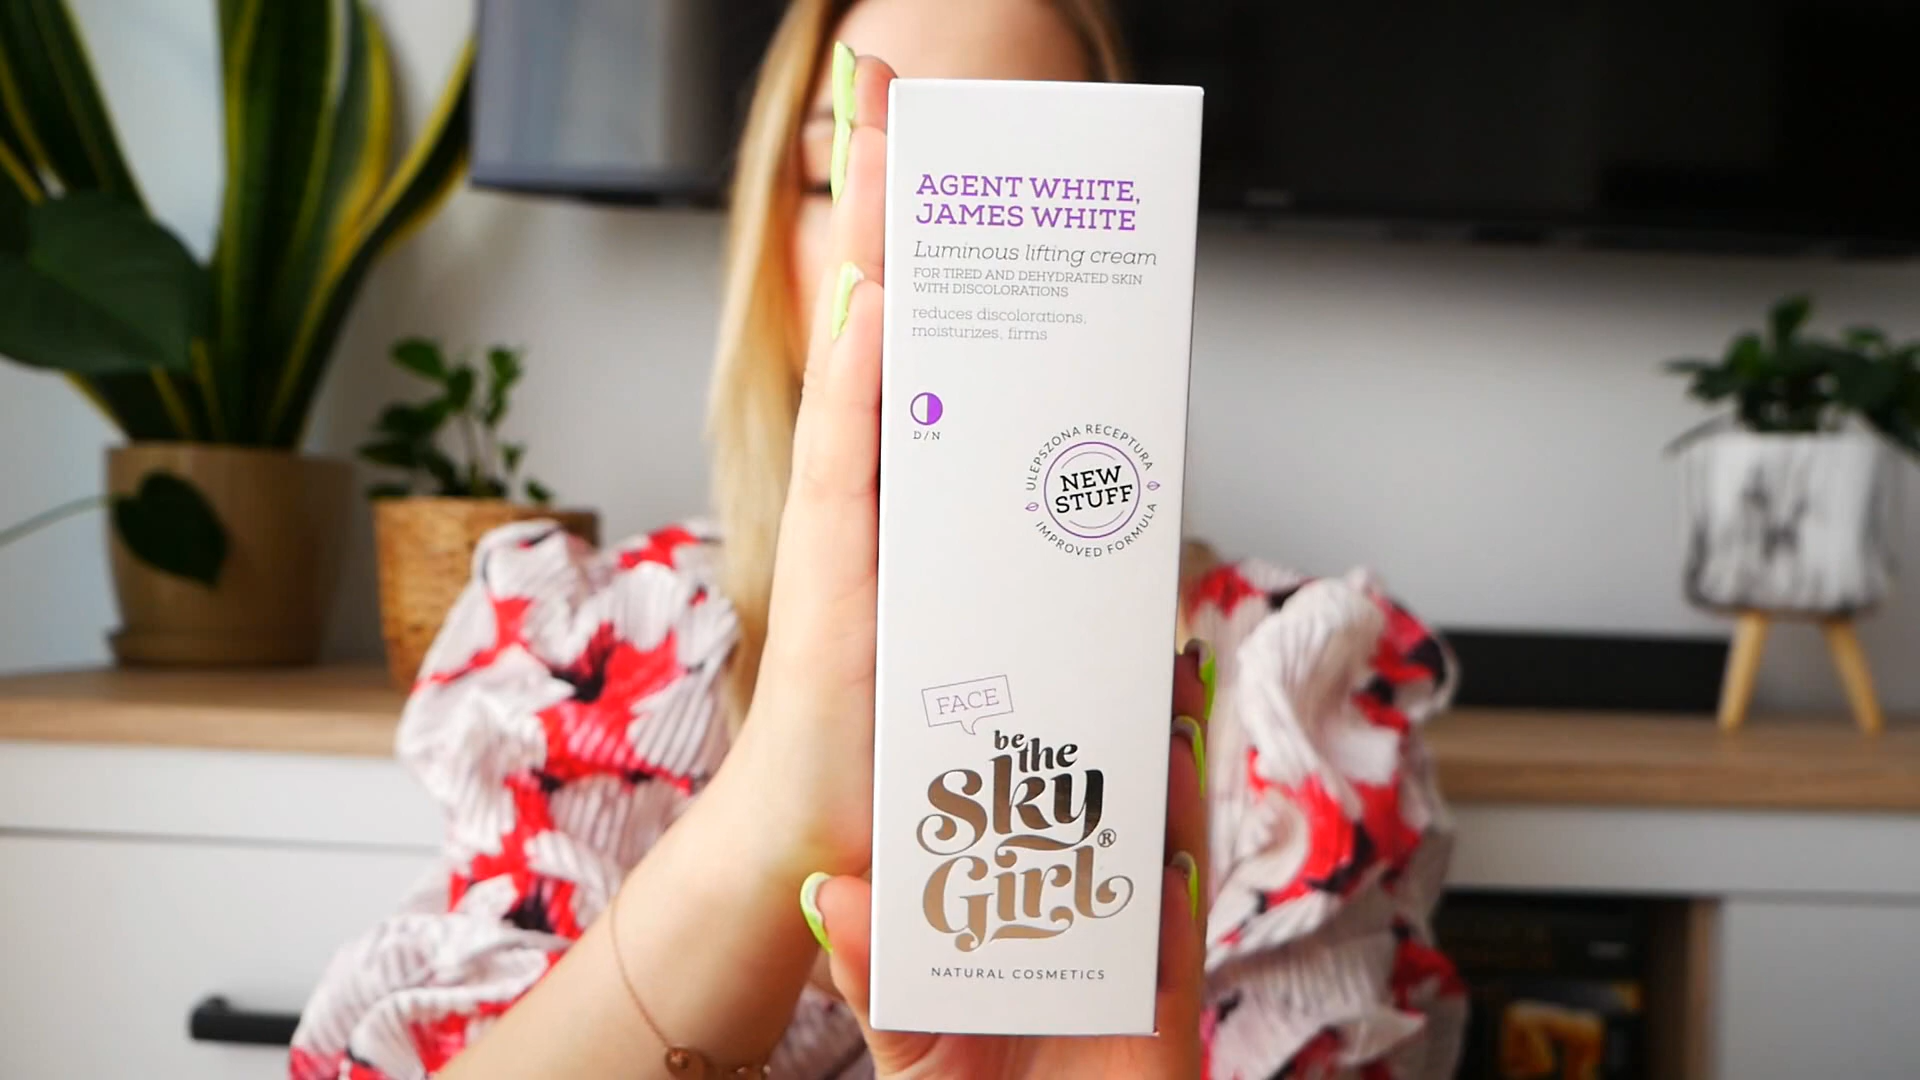 AGENT WHITE,
JAMES WHITE
Luminous lifting cream
FOR TIRED AND DEHYDRATED SKIN
WITH DISCOLORATIONS
reduces discolorations,
moisturizes, firms
D/N
ULEPSZONA RECEPTURA
NEW
STUFF
IMPROVED FORMULA
FACE
be the
Sky
Girl®
NATURAL COSMETICS